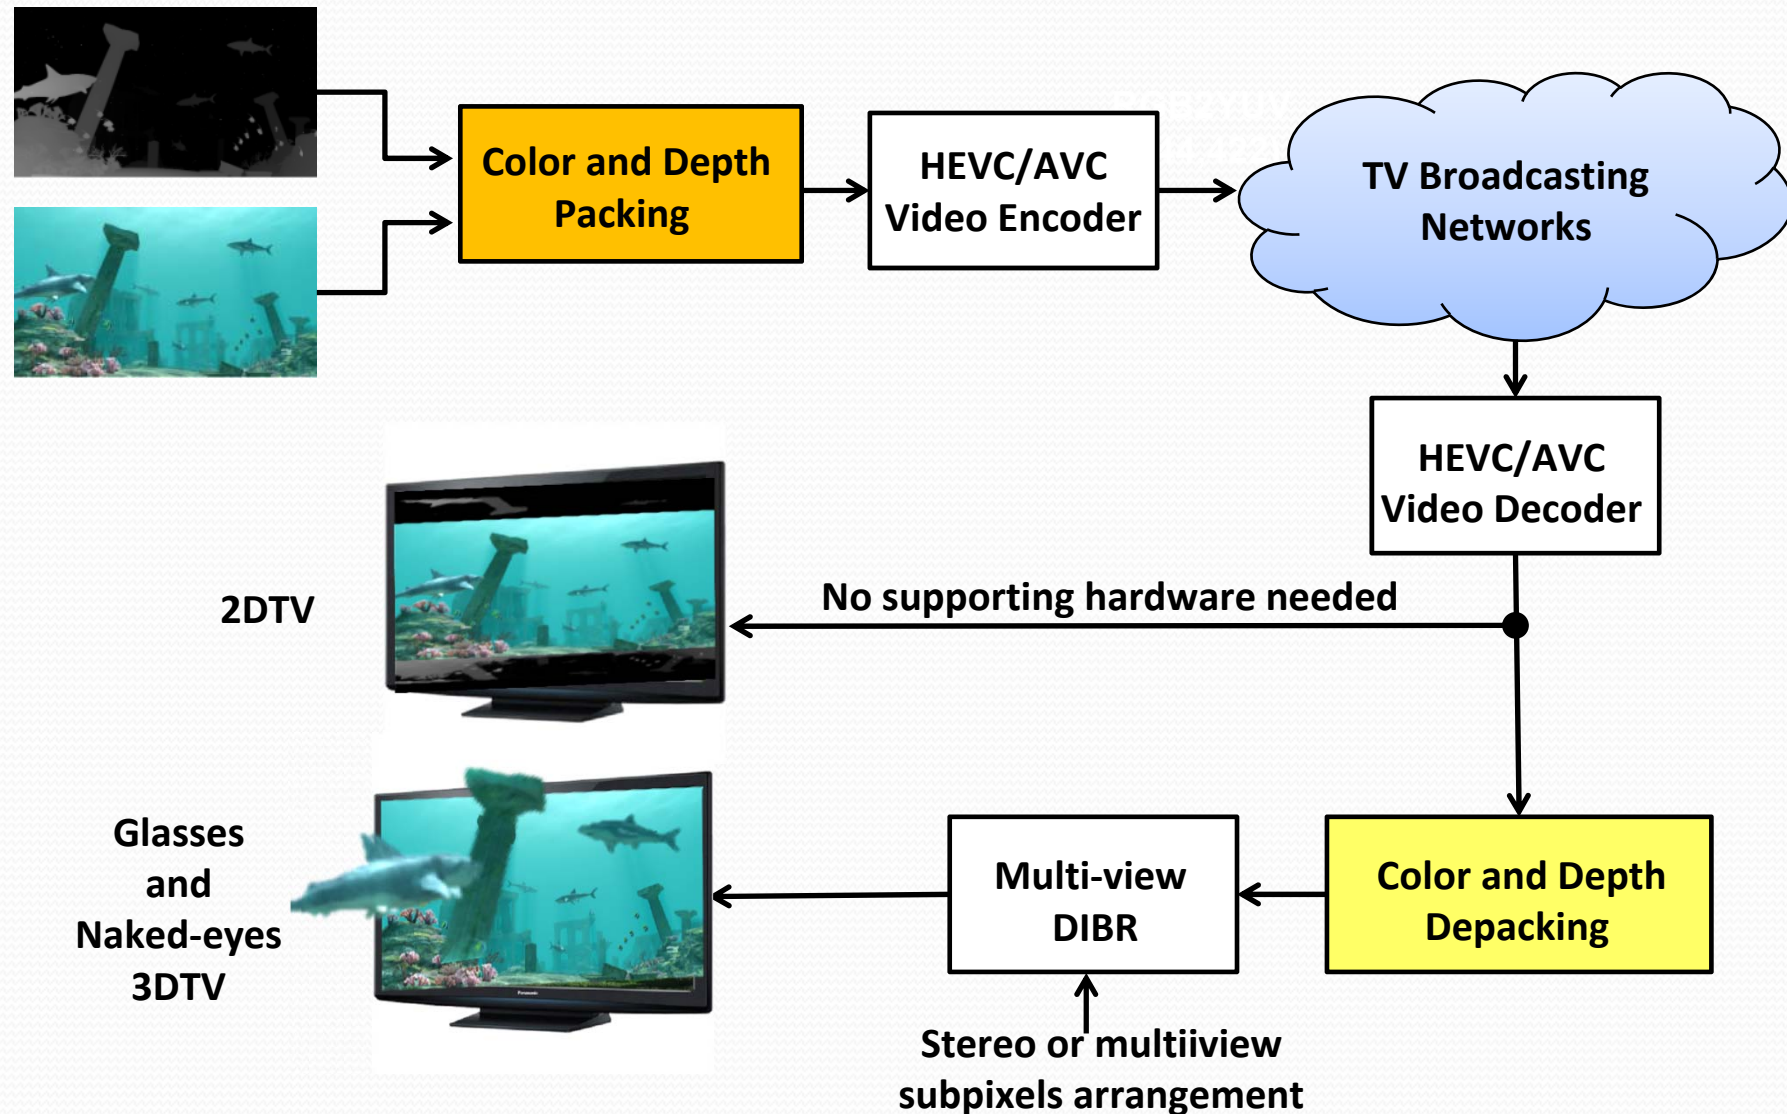 Color and Depth
Packing
HEVC/AVC
Video Encoder
TV Broadcasting
Networks
HEVC/AVC
Video Decoder
No supporting hardware needed
2DTV
Glasses
and
Naked-eyes
3DTV
Multi-view
DIBR
Color and Depth
Depacking
Stereo or multiiview
subpixels arrangement
Panasonic